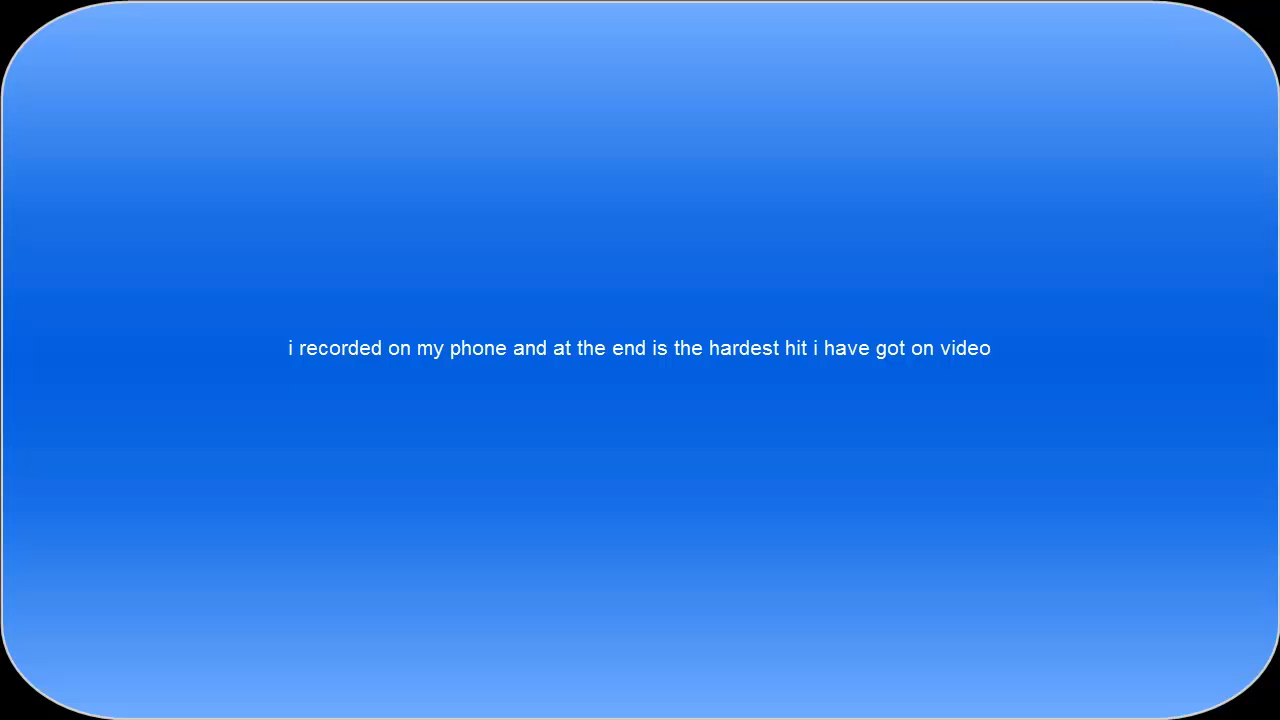 i recorded on my phone and at the end is the hardest hit i have got on video